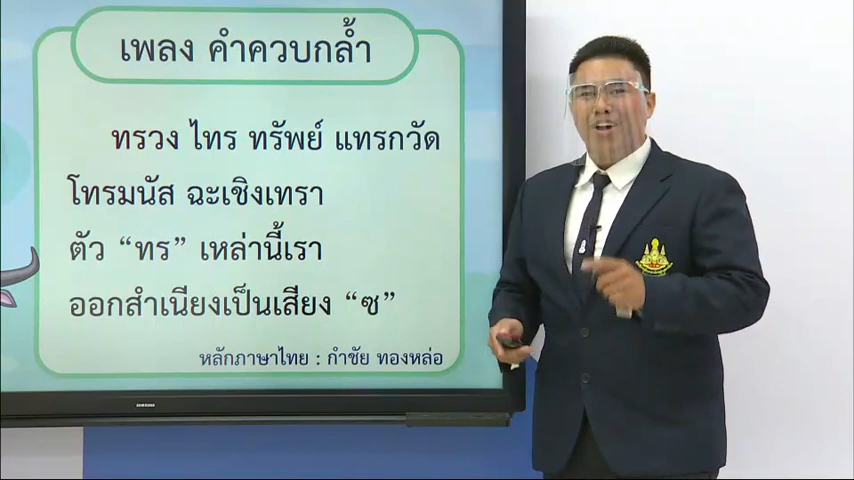 เพลง คำควบกล้ำ
ทรวง ไทร ทรัพย์ แทรกวัด
โทรมนัส ฉะเชิงเทรา
ตัว “ทร” เหล่านี้เรา
ออกสำเนียงเป็นเสียง “ซ”
หลักภาษาไทย : กำชัย ทองหล่อ
SAMSUNG